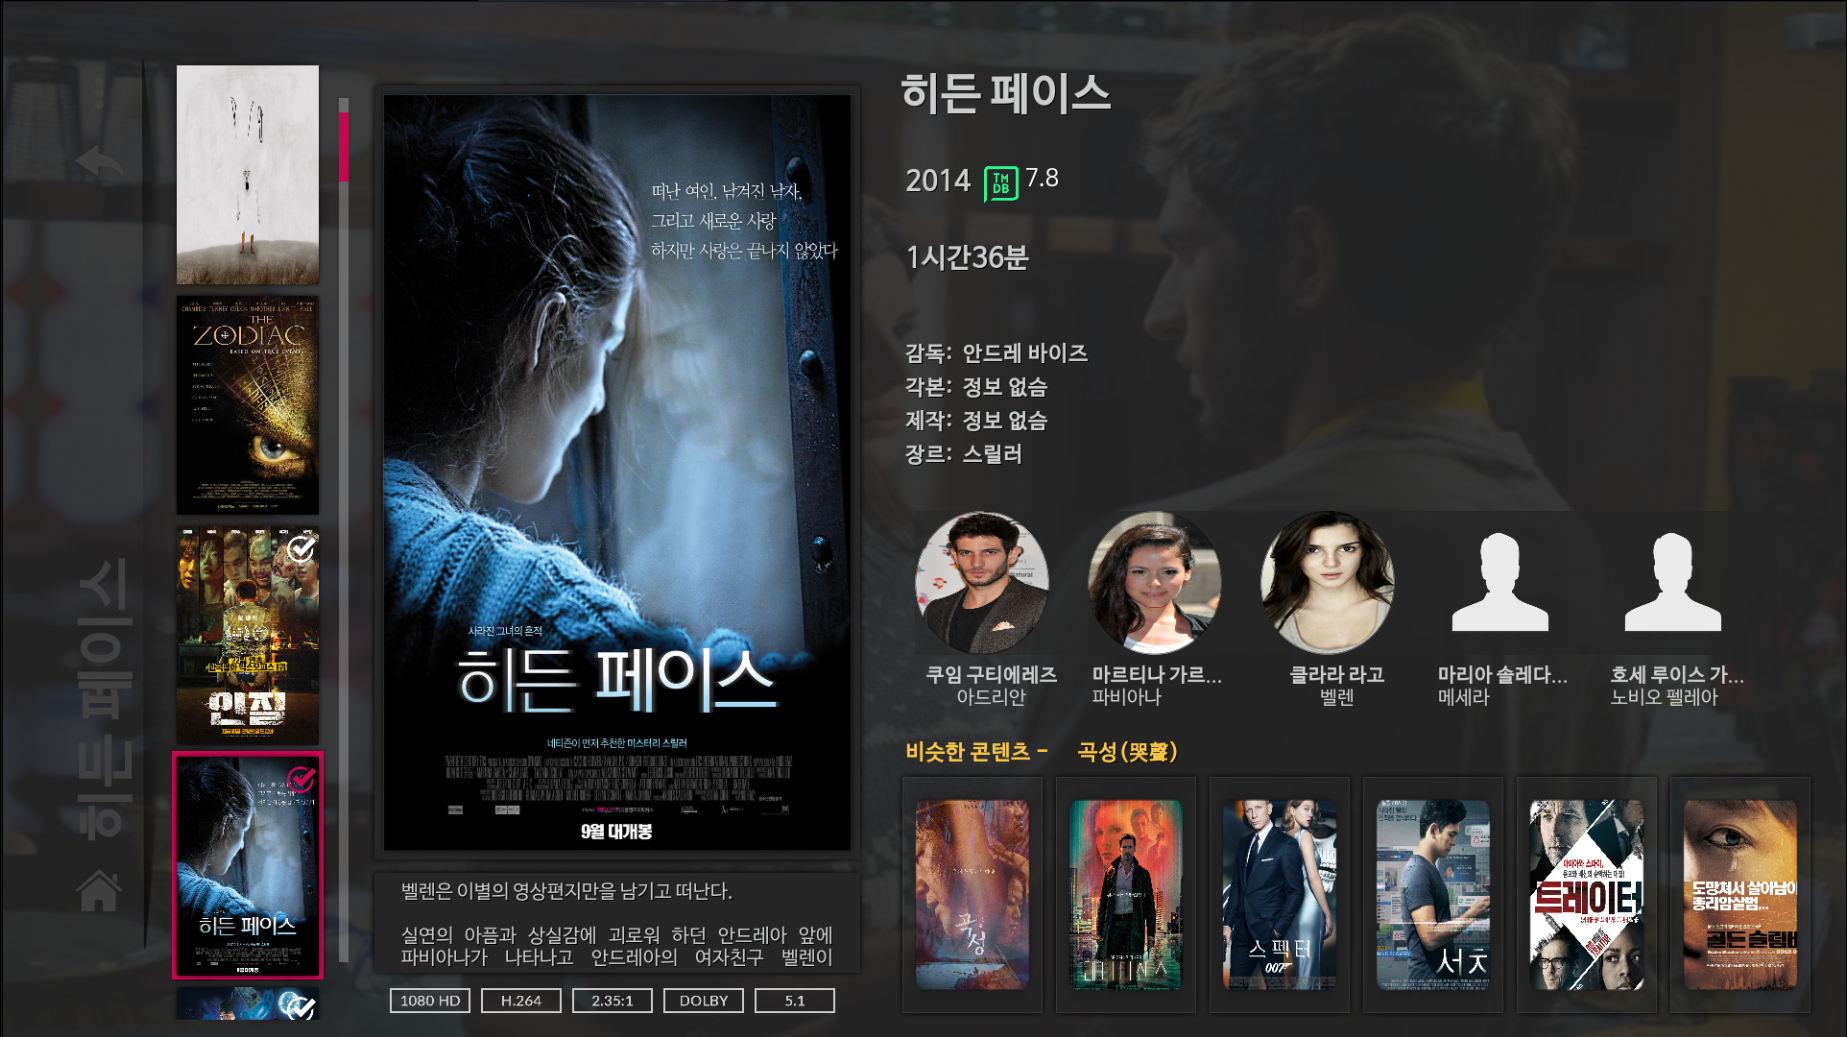 히든 페이스
THE
ZODIAC
BASED ON TRUE EVENTS
인질
히든 페이스
떠난 여인, 남겨진 남자,
그리고 새로운 사랑
하지만 사랑은 끝나지 않았다
사라진 그녀의 흔적
히든 페이스
네티즌이 먼저 추천한 미스터리 스릴러
9월 대개봉
벨렌은 이별의 영상편지만을 남기고 떠난다.
실연의 아픔과 상실감에 괴로워 하던 안드레아 앞에
파비아나가 나타나고 안드레아의 여자친구 벨렌이
1080 HD
H.264
2.35:1
DOLBY
5.1
히든 페이스
2014 TMDB 7.8
1시간36분
감독: 안드레 바이즈
각본: 정보 없슴
제작: 정보 없슴
장르: 스릴러
쿠임 구티에레즈
아드리안
마르티나 가르...
파비아나
클라라 라고
벨렌
마리아 솔레다...
메세라
호세 루이스 가...
노비오 펠레아
비슷한 콘텐츠 - 곡성(哭聲)
곡성
스펙터
007
서치
트레이터
도망쳐서 살아남아
총리암살범...